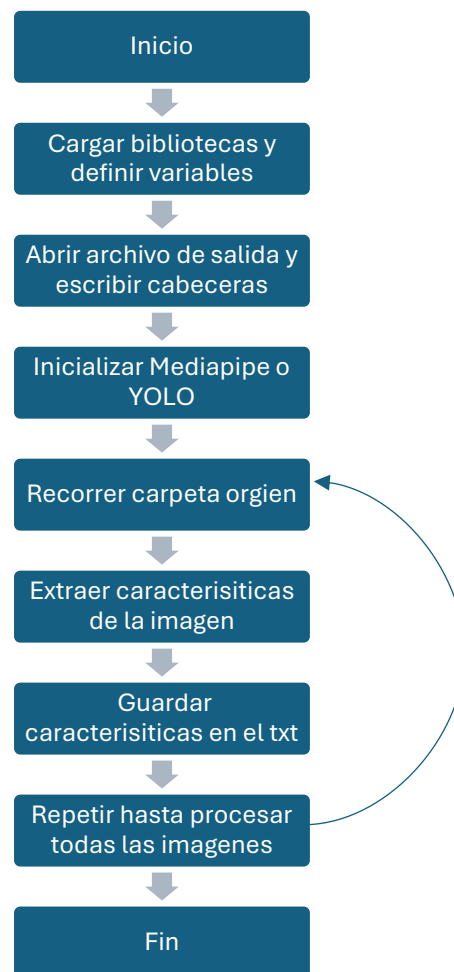 Inicio
Cargar bibliotecas y
definir variables
Abrir archivo de salida y
escribir cabeceras
Inicializar Mediapipe o
YOLO
Recorrer carpeta orgien
Extraer caracterisiticas
de la imagen
Guardar
caracterisiticas en el txt
Repetir hasta procesar
todas las imagenes
Fin